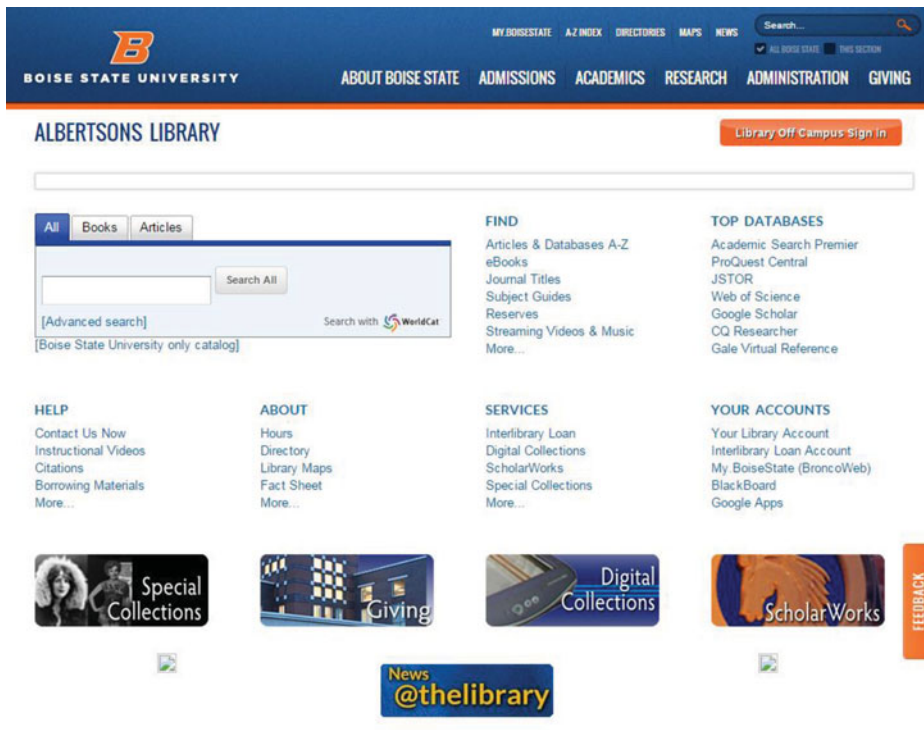 MY.BOISESTATE A-Z INDEX DIRECTORIES MAPS NEWS
Search...
ALL BOISE STATE THIS SECTION
B
BOISE STATE UNIVERSITY
ABOUT BOISE STATE ADMISSIONS ACADEMICS RESEARCH ADMINISTRATION GIVING
ALBERTSONS LIBRARY
Library Off Campus Sign In
All Books Articles
Search All
[Advanced search]
Search with WorldCat
[Boise State University only catalog]
FIND
Articles & Databases A-Z
eBooks
Journal Titles
Subject Guides
Reserves
Streaming Videos & Music
More...
TOP DATABASES
Academic Search Premier
ProQuest Central
JSTOR
Web of Science
Google Scholar
CQ Researcher
Gale Virtual Reference
HELP
Contact Us Now
Instructional Videos
Citations
Borrowing Materials
More...
ABOUT
Hours
Directory
Library Maps
Fact Sheet
More...
SERVICES
Interlibrary Loan
Digital Collections
ScholarWorks
Special Collections
More...
YOUR ACCOUNTS
Your Library Account
Interlibrary Loan Account
My.BoiseState (BroncoWeb)
BlackBoard
Google Apps
Special
Collections
Giving
Digital
Collections
ScholarWorks
FEEDBACK
News
@thelibrary